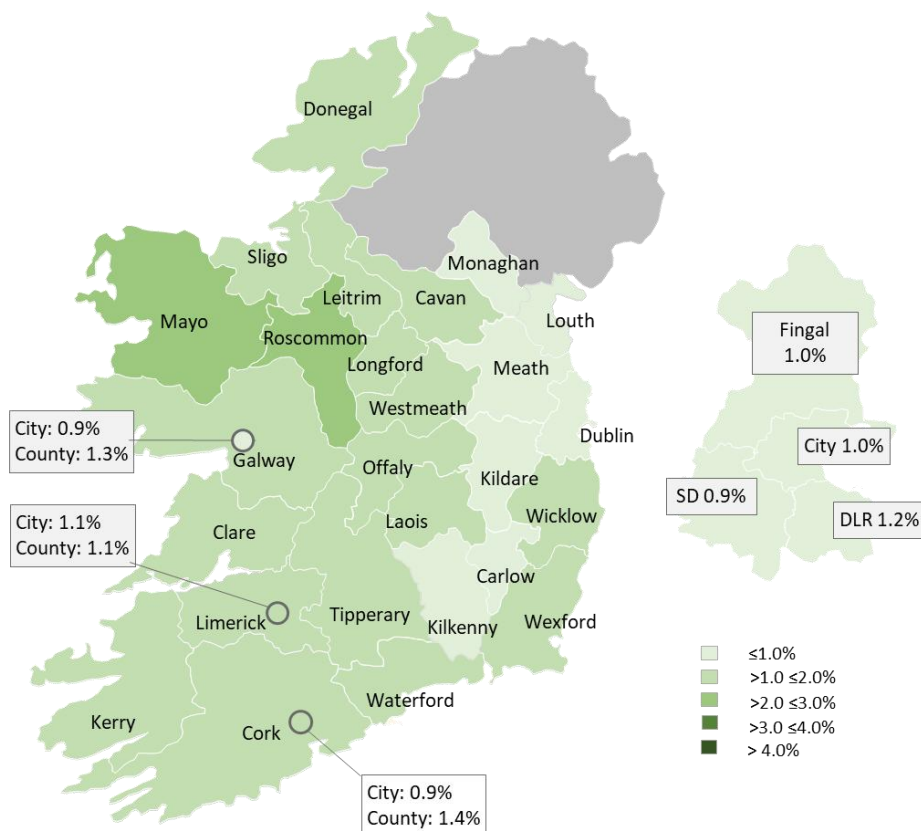 Donegal
Monaghan
Sligo
Leitrim
Cavan
Louth
Mayo
Roscommon
Longford
Meath
Westmeath
Dublin
City: 0.9%
County: 1.3%
Galway
Offaly
Kildare
Laois
Wicklow
City: 1.1%
County: 1.1%
Clare
Carlow
Limerick
Tipperary
Kilkenny
Wexford
Waterford
Kerry
Cork
City: 0.9%
County: 1.4%
Fingal
1.0%
City 1.0%
SD 0.9%
DLR 1.2%
≤1.0%
>1.0 ≤2.0%
>2.0 ≤3.0%
>3.0 ≤4.0%
> 4.0%